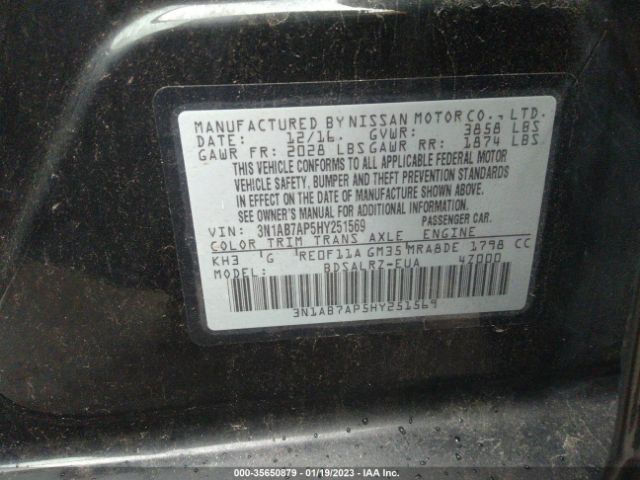 MANUFACTURED BY NISSAN MOTOR CO., LTD.
DATE: 12/16. GVWR: 3858 LBS
GAWR FR: 2028 LBS GAWR RR: 1874 LBS
THIS VEHICLE CONFORMS TO ALL APPLICABLE FEDERAL MOTOR
VEHICLE SAFETY, BUMPER AND THEFT PREVENTION STANDARDS
IN EFFECT ON THE DATE OF MANUFACTURE SHOWN ABOVE.
SEE OWNER'S MANUAL FOR ADDITIONAL INFORMATION.
VIN: 3N1AB7AP5HY251569 PASSENGER CAR.
COLOR TRIM TRANS AXLE ENGINE
KH3 G RE0F11A GM35 MRA8DE 1798 CC
MODEL: BDSALRZ-EUA 4Z000
3N1AB7AP5HY251569
000-35650879 - 01/19/2023 - IAA Inc.